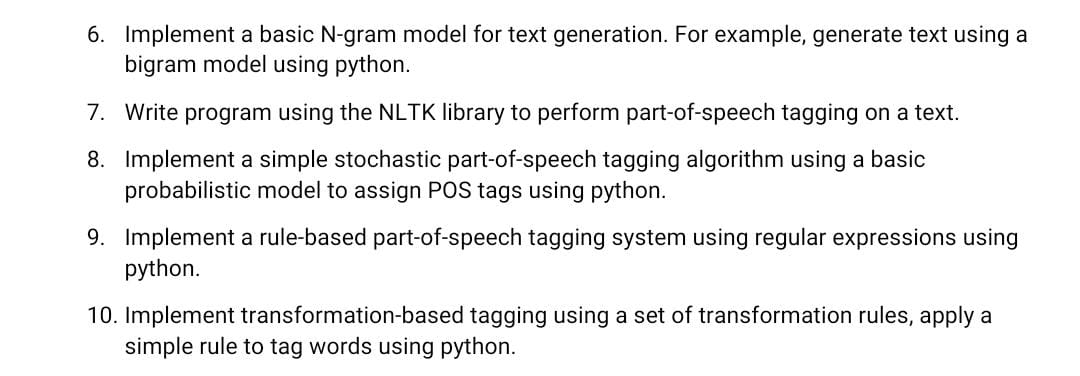 6. Implement a basic N-gram model for text generation. For example, generate text using a
bigram model using python.
7. Write program using the NLTK library to perform part-of-speech tagging on a text.
8. Implement a simple stochastic part-of-speech tagging algorithm using a basic
probabilistic model to assign POS tags using python.
9. Implement a rule-based part-of-speech tagging system using regular expressions using
python.
10. Implement transformation-based tagging using a set of transformation rules, apply a
simple rule to tag words using python.